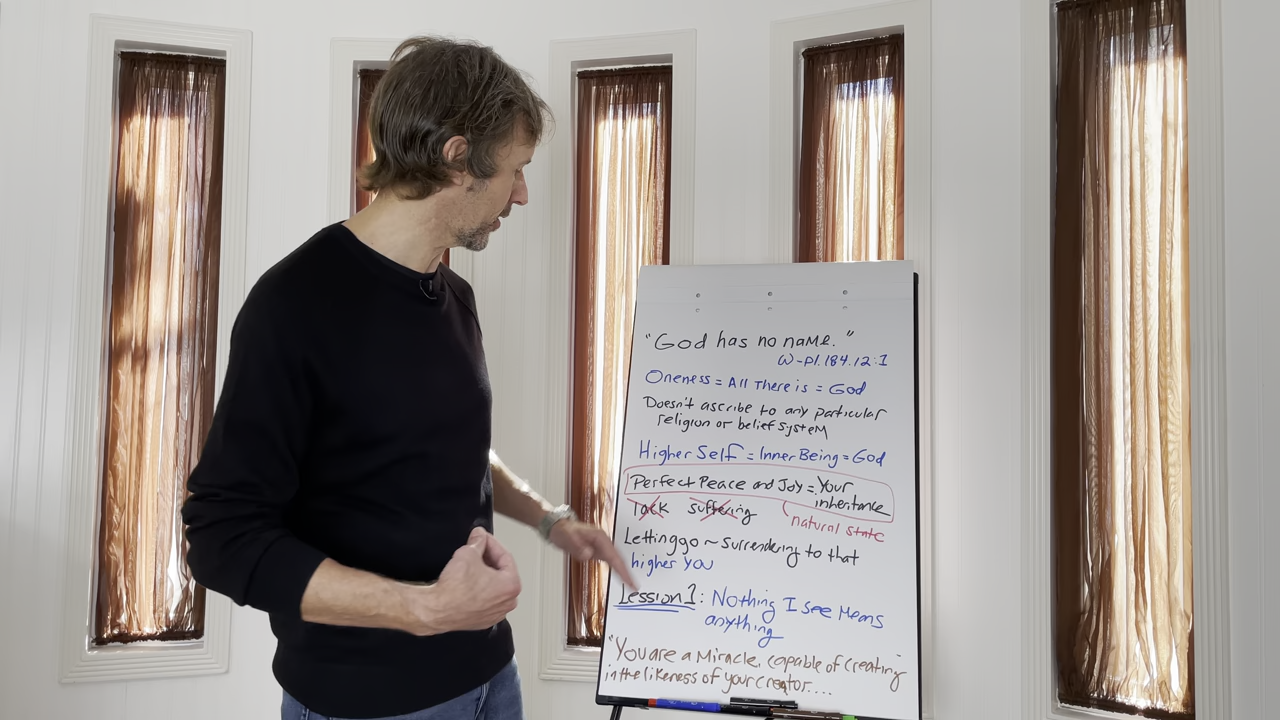 "God has no name."
W-pI.184.12:1
Oneness = All There is = God
Doesn't ascribe to any particular
religion or belief system
Higher Self = Inner Being = God
Perfect Peace and Joy = Your
inheritance
Lack suffering
natural state
Letting go ~ surrendering to that
higher you
Lession 1: Nothing I see Means
anything
"You are a Miracle, capable of creating
in the likeness of your creator....